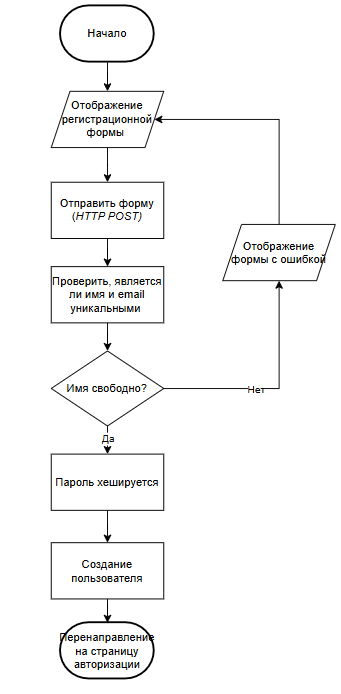 Начало
Отображение
регистрационной
формы
Отправить форму
(HTTP POST)
Проверить, является
ли имя и email
уникальными
Отображение
формы с ошибкой
Имя свободно?
Нет
Да
Пароль хешируется
Создание
пользователя
Перенаправление
на страницу
авторизации